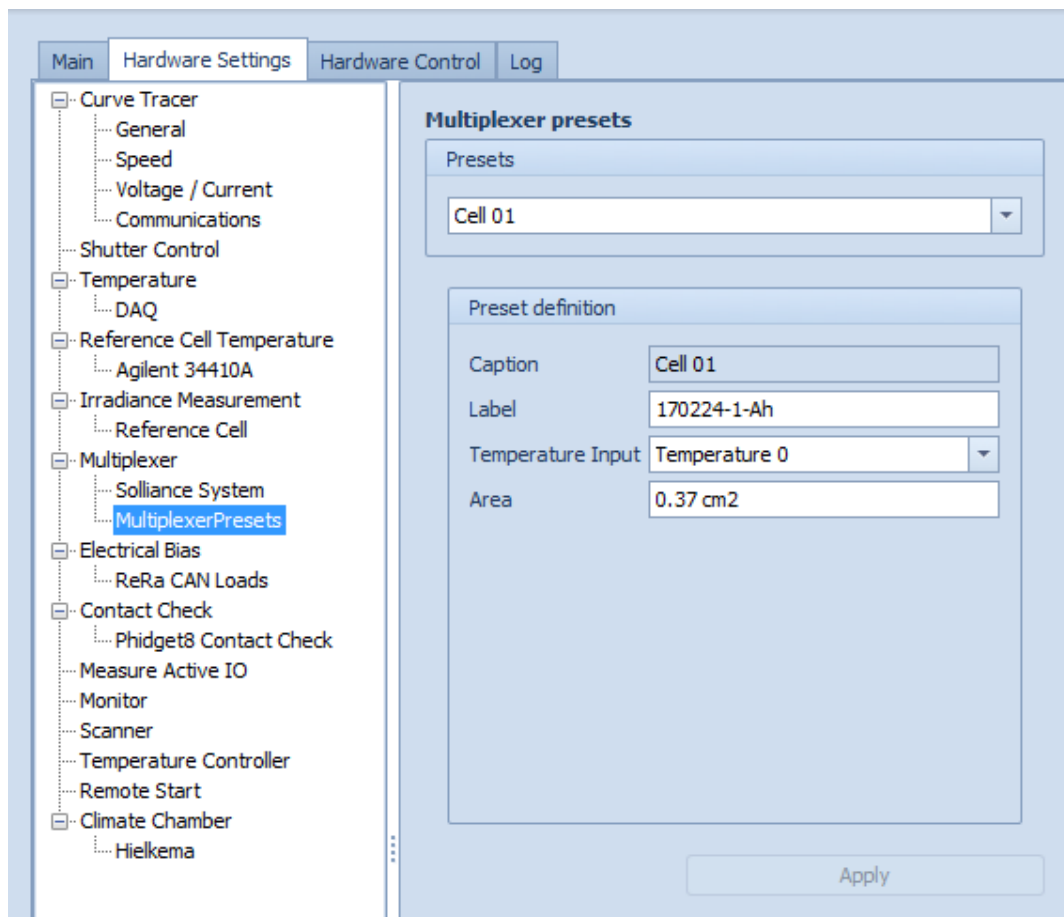 Main Hardware Settings Hardware Control Log
Curve Tracer
General
Speed
Voltage / Current
Communications
Shutter Control
Temperature
DAQ
Reference Cell Temperature
Agilent 34410A
Irradiance Measurement
Reference Cell
Multiplexer
Solliance System
MultiplexerPresets
Electrical Bias
ReRa CAN Loads
Contact Check
Phidget8 Contact Check
Measure Active IO
Monitor
Scanner
Temperature Controller
Remote Start
Climate Chamber
Hielkema
Multiplexer presets
Presets
Cell 01
Preset definition
Caption Cell 01
Label 170224-1-Ah
Temperature Input Temperature 0
Area 0.37 cm2
Apply